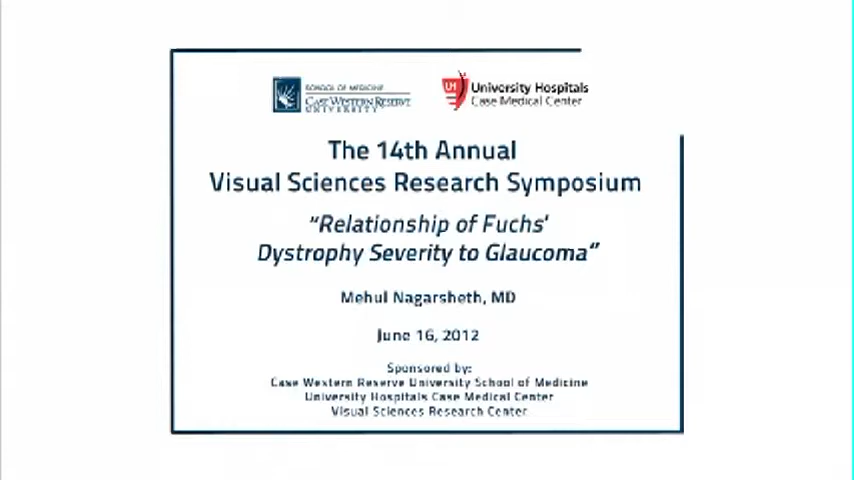 SCHOOL OF MEDICINE
CASE WESTERN RESERVE
UNIVERSITY
UH
University Hospitals
Case Medical Center
The 14th Annual
Visual Sciences Research Symposium
"Relationship of Fuchs'
Dystrophy Severity to Glaucoma"
Mehul Nagarsheth, MD
June 16, 2012
Sponsored by:
Case Western Reserve University School of Medicine
University Hospitals Case Medical Center
Visual Sciences Research Center